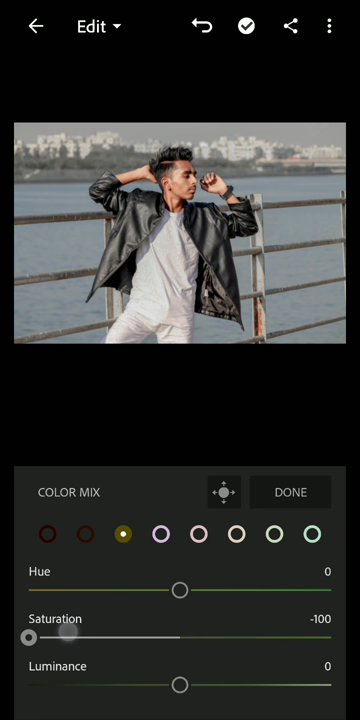 Edit
COLOR MIX
DONE
Hue 0
Saturation -100
Luminance 0